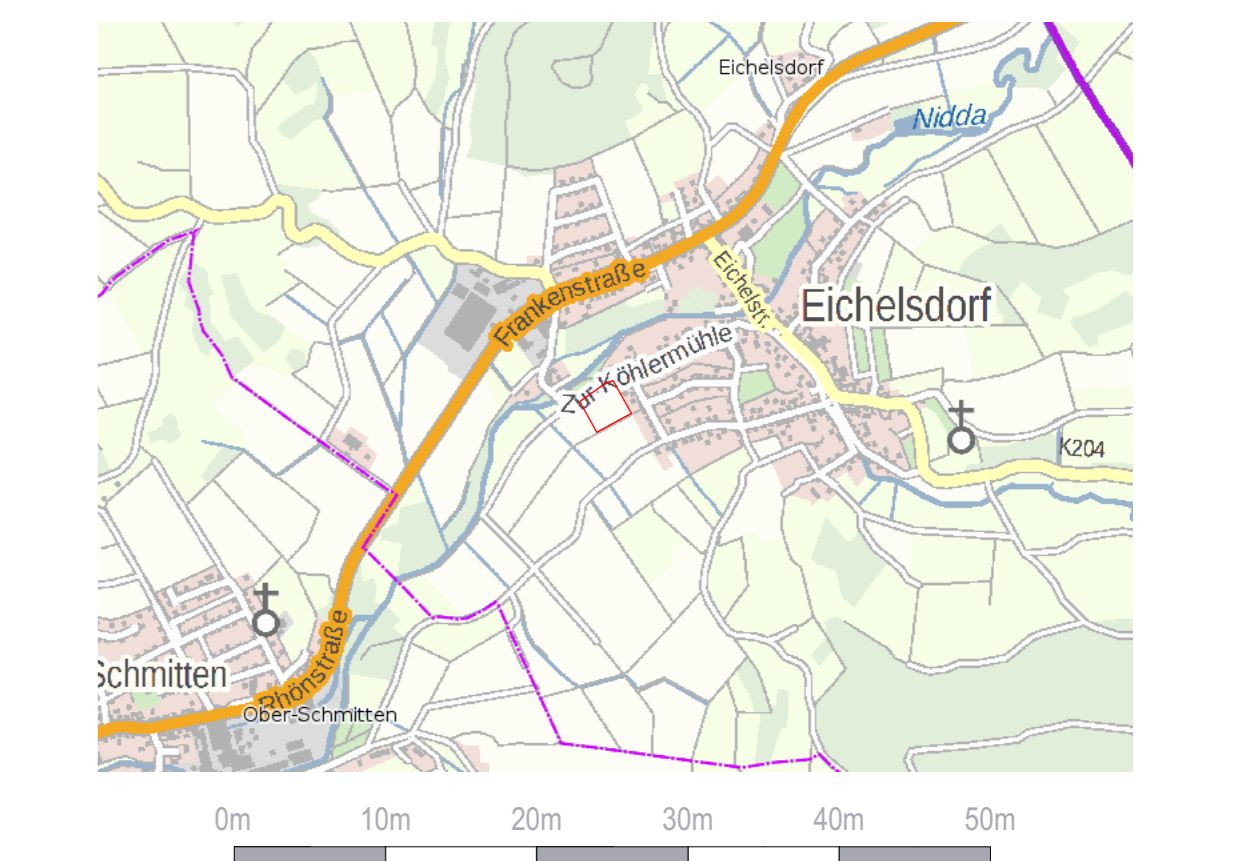 Eichelsdorf
Nidda
Frankenstraße
Eichelstr.
Eichelsdorf
Zur Köhlermühle
K204
Rhönstraße
Schmitten
Ober-Schmitten
0m 10m 20m 30m 40m 50m